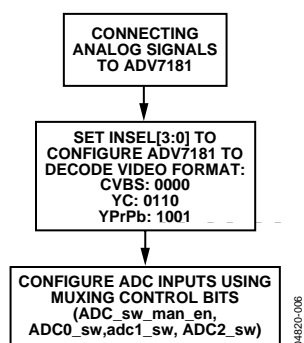 CONNECTING
ANALOG SIGNALS
TO ADV7181
SET INSEL[3:0] TO
CONFIGURE ADV7181 TO
DECODE VIDEO FORMAT:
CVBS: 0000
YC: 0110
YPrPb: 1001
CONFIGURE ADC INPUTS USING
MUXING CONTROL BITS
(ADC_sw_man_en,
ADC0_sw,adc1_sw, ADC2_sw)
04820-006